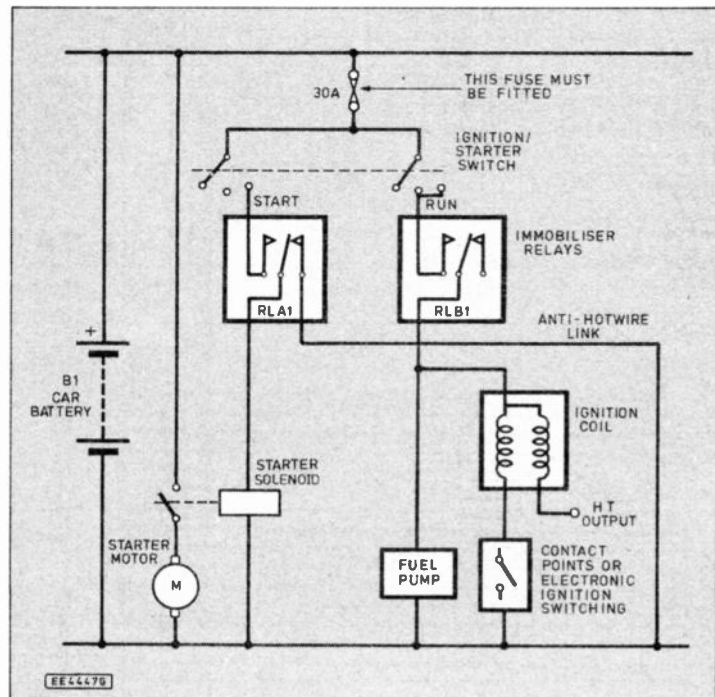 THIS FUSE MUST
BE FITTED
30A
IGNITION/
STARTER
SWITCH
START
RUN
IMMOBILISER
RELAYS
RLA1
RLB1
ANTI-HOTWIRE
LINK
+
B1
CAR
BATTERY
IGNITION
COIL
STARTER
SOLENOID
HT
OUTPUT
STARTER
MOTOR
M
FUEL
PUMP
CONTACT
POINTS OR
ELECTRONIC
IGNITION
SWITCHING
EE4447G